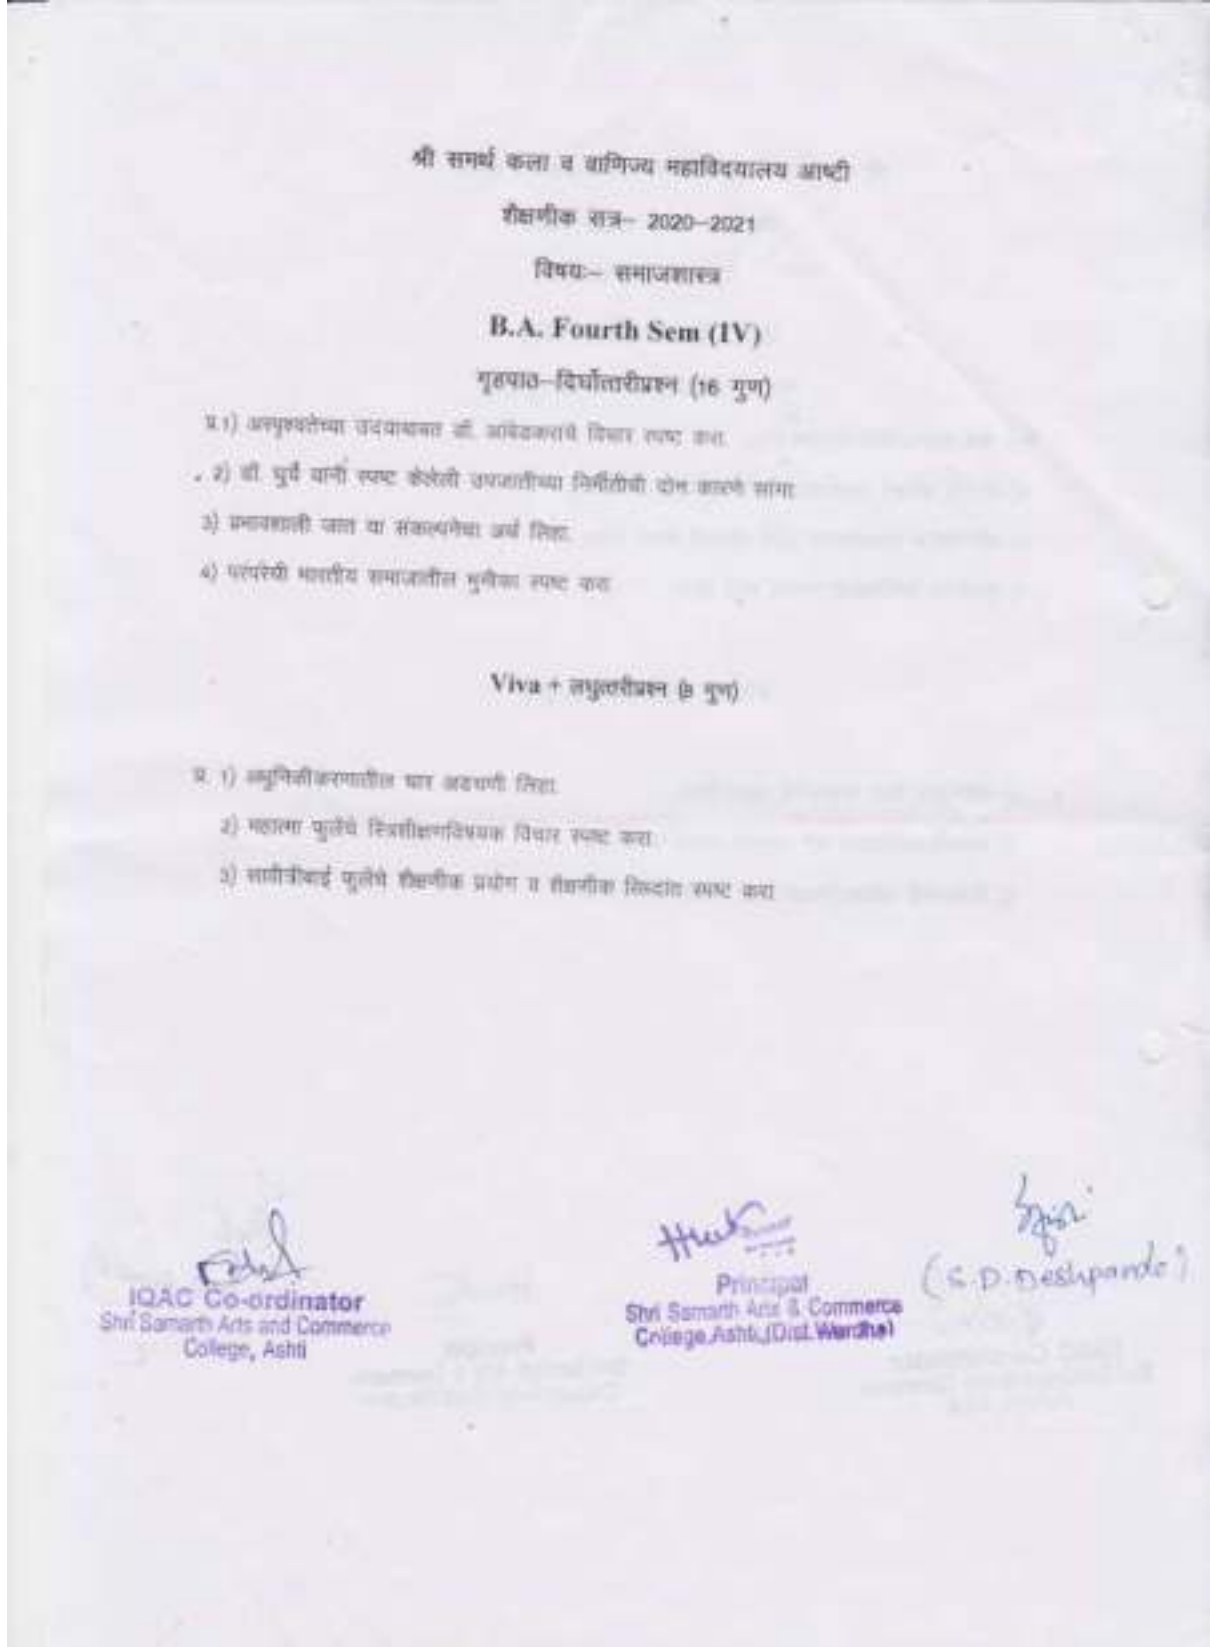 श्री समर्थ कला व वाणिज्य महाविदयालय आष्टी
शैक्षणीक सत्र– 2020–2021
विषयः– समाजशास्त्र
B.A. Fourth Sem (IV)
गृहपाठ–दिर्घोत्तरीप्रश्न (16 गुण)
प्र.1) अस्पृश्यतेच्या उदयाबाबत डॉ. आंबेडकरांचे विचार स्पष्ट करा.
2) डॉ. घुर्ये यांनी स्पष्ट केलेली उपजातीच्या निर्मीतीची दोन कारणे सांगा
3) प्रभावशाली जात या संकल्पनेचा अर्थ लिहा.
4) परंपरेची भारतीय समाजातील भुमीका स्पष्ट करा
Viva + लघुत्तरीप्रश्न (8 गुण)
प्र. 1) अधुनिकीकरणातील चार अडचणी लिहा.
2) महात्मा फुलेंचे स्त्रिशीक्षणविषयक विचार स्पष्ट करा.
3) सावीत्रीबाई फुलेंचे शैक्षणीक प्रयोग व शैक्षणीक सिध्दांत स्पष्ट करा
IQAC Co-ordinator
Shri Samarth Arts and Commerce
College, Ashti
Principal
Shri Samarth Arts & Commerce
College,Ashti,(Dist.Wardha)
(S.D.Deshpande)